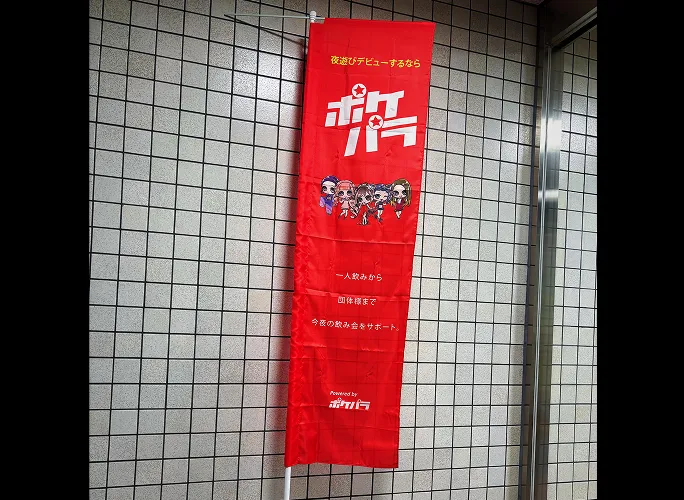 夜遊びデビューするなら
ポケ
パラ
一人飲みから
団体様まで
今夜の飲み会をサポート。
Powered by
ポケパラ